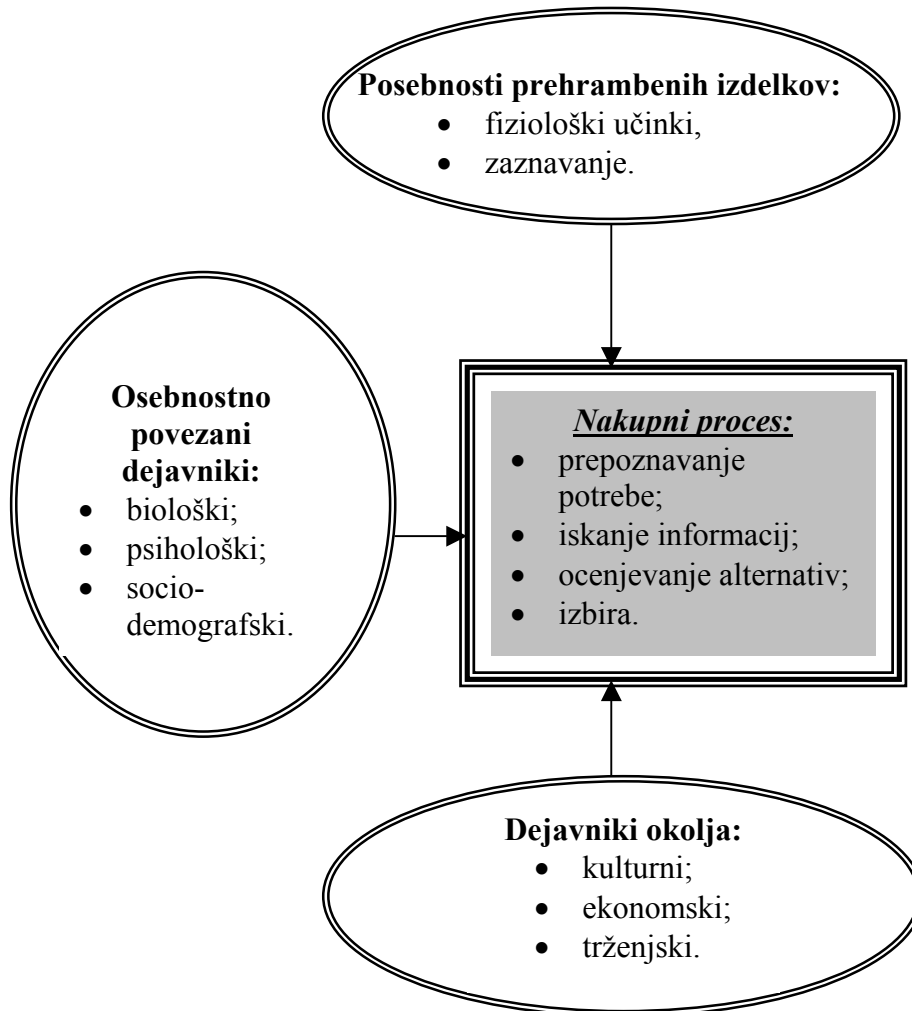 Posebnosti prehrambenih izdelkov:
• fiziološki učinki,
• zaznavanje.
Osebnostno
povezani
dejavniki:
• biološki;
• psihološki;
• socio-
demografski.
Nakupni proces:
• prepoznavanje
potrebe;
• iskanje informacij;
• ocenjevanje alternativ;
• izbira.
Dejavniki okolja:
• kulturni;
• ekonomski;
• trženjski.